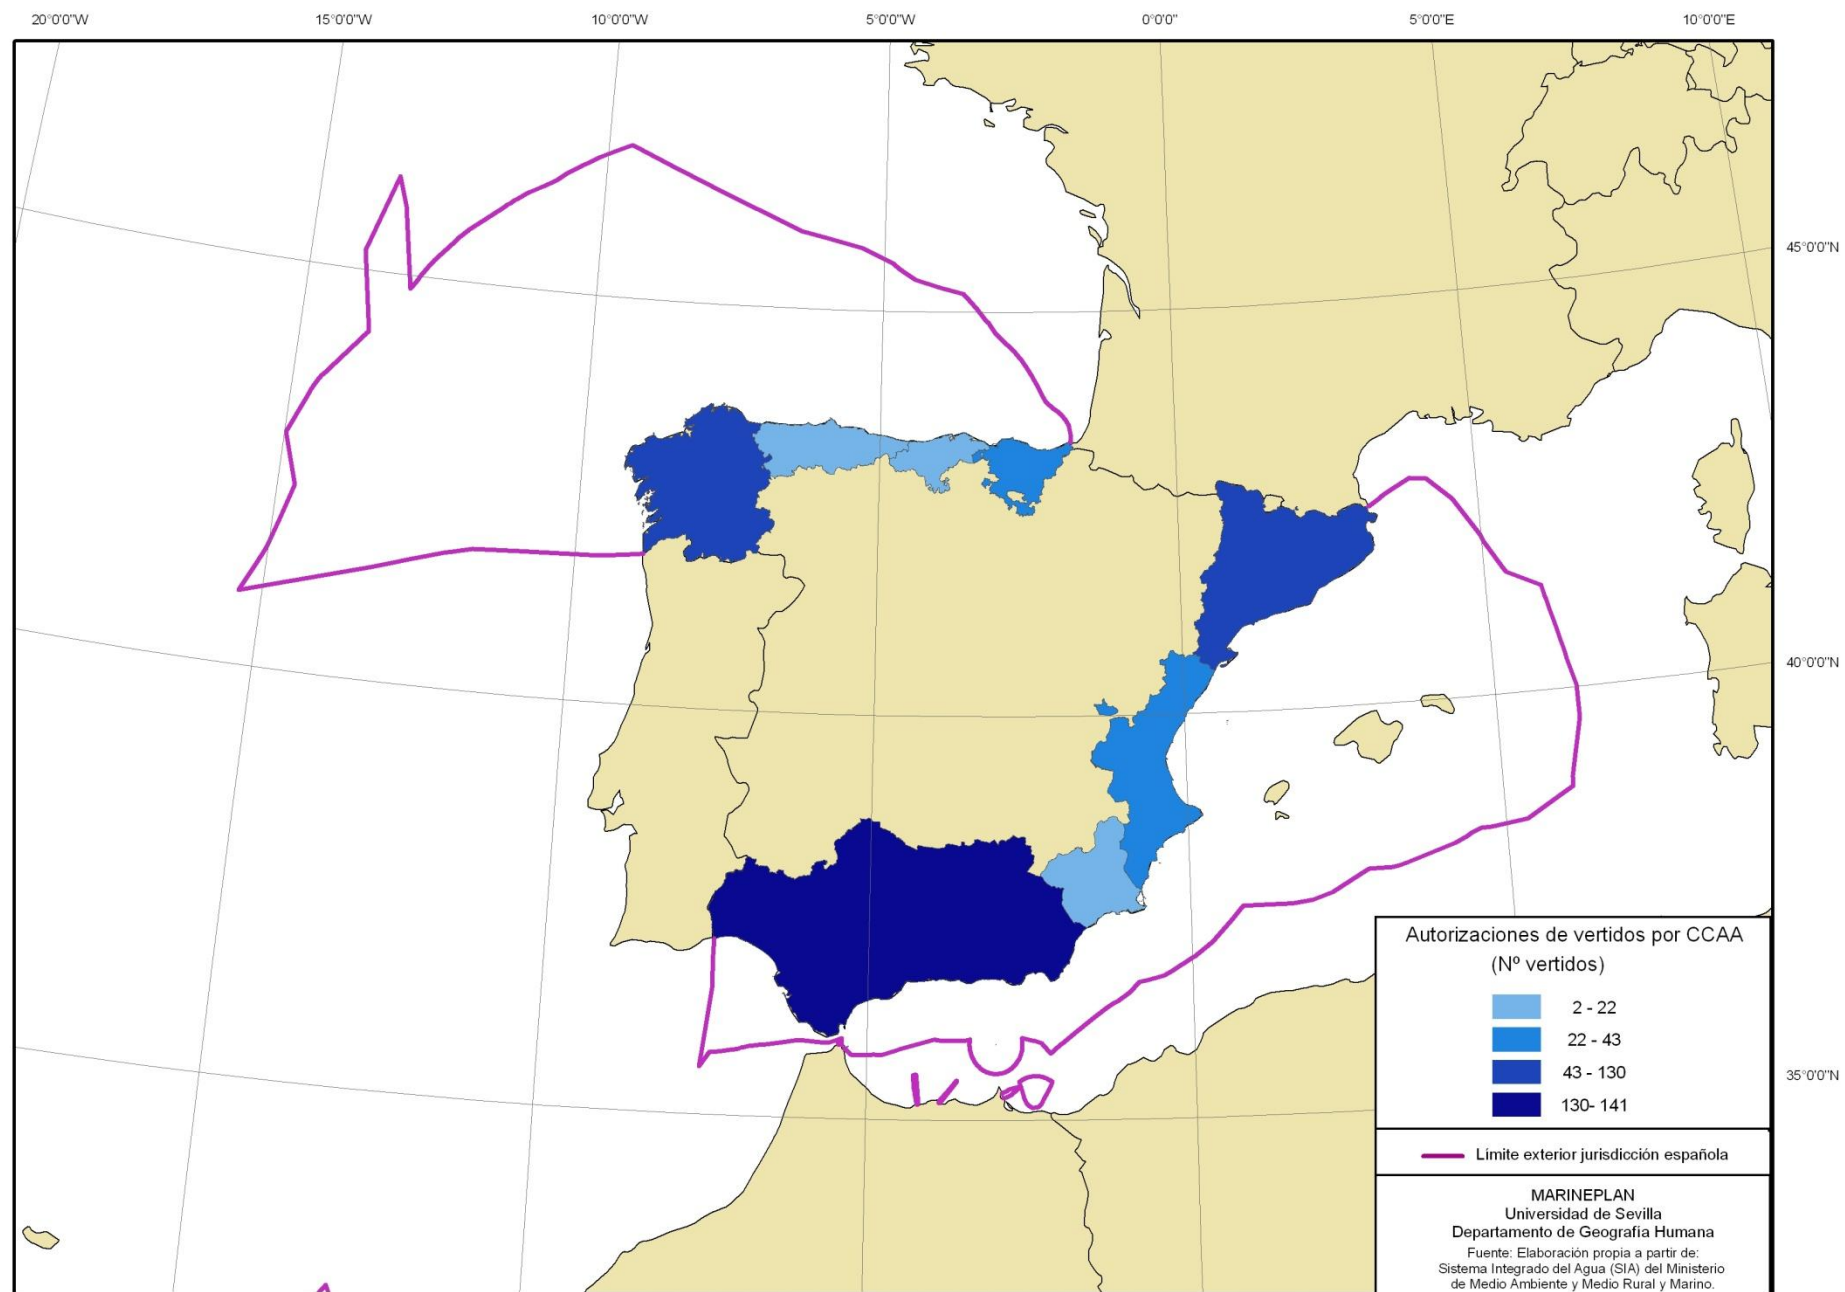 20°0'0"W 15°0'0"W 10°0'0"W 5°0'0"W 0°0'0" 5°0'0"E 10°0'0"E
45°0'0"N
40°0'0"N
35°0'0"N
Autorizaciones de vertidos por CCAA
(Nº vertidos)
2 - 22
22 - 43
43 - 130
130- 141
Límite exterior jurisdicción española
MARINEPLAN
Universidad de Sevilla
Departamento de Geografía Humana
Fuente: Elaboración propia a partir de:
Sistema Integrado del Agua (SIA) del Ministerio
de Medio Ambiente y Medio Rural y Marino.